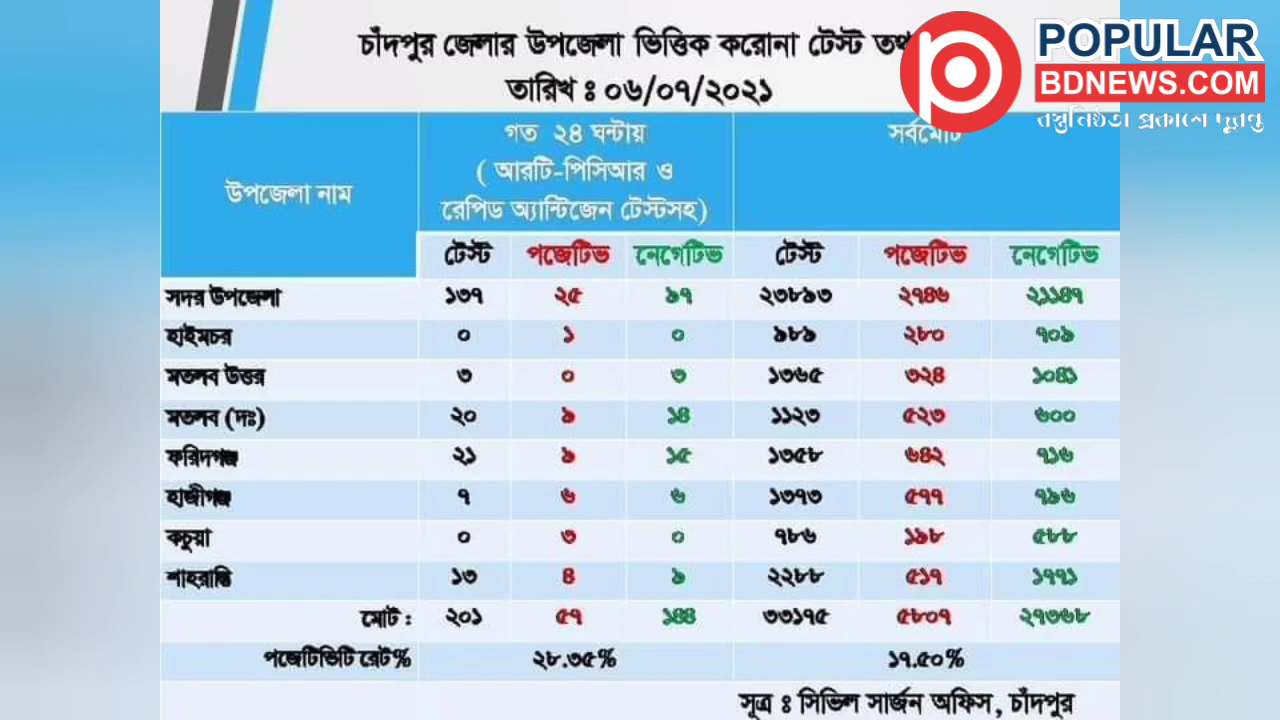 চাঁদপুর জেলার উপজেলা ভিত্তিক করোনা টেস্ট
তারিখ ঃ ০৬/০৭/২০২১
POPULAR
BDNEWS.COM
বস্তুনিষ্ঠতা প্রকাশে দুরন্ত
উপজেলা নাম
গত ২৪ ঘন্টায়
( আরটি-পিসিআর ও
রেপিড অ্যান্টিজেন টেস্টসহ)
সর্বমোট
টেস্ট পজেটিভ নেগেটিভ টেস্ট পজেটিভ নেগেটিভ
সদর উপজেলা ১৩৭ ২৫ ৯৭ ২৩৮৯৩ ২৭৪৬ ২১১৪৭
হাইমচর ০ ১ ০ ৯৮৯ ২৮০ ৭০৯
মতলব উত্তর ৩ ০ ৩ ১৩৬৫ ৩২৪ ১০৪১
মতলব (দঃ) ২০ ৯ ১৪ ১১২৩ ৫২৩ ৬০০
ফরিদগঞ্জ ২১ ৯ ১৫ ১৩৫৮ ৬৪২ ৭১৬
হাজীগঞ্জ ৭ ৬ ৬ ১৩৭৩ ৫৭৭ ৭৯৬
কচুয়া ০ ৩ ০ ৭৮৬ ১৯৮ ৫৮৮
শাহরাস্তি ১৩ ৪ ৯ ২২৮৮ ৫১৭ ১৭৭১
মোট : ২০১ ৫৭ ১৪৪ ৩৩১৭৫ ৫৮০৭ ২৭৩৬৮
পজেটিভিটি রেট% ২৮.৩৫% ১৭.৫০%
সূত্র ঃ সিভিল সার্জন অফিস, চাঁদপুর